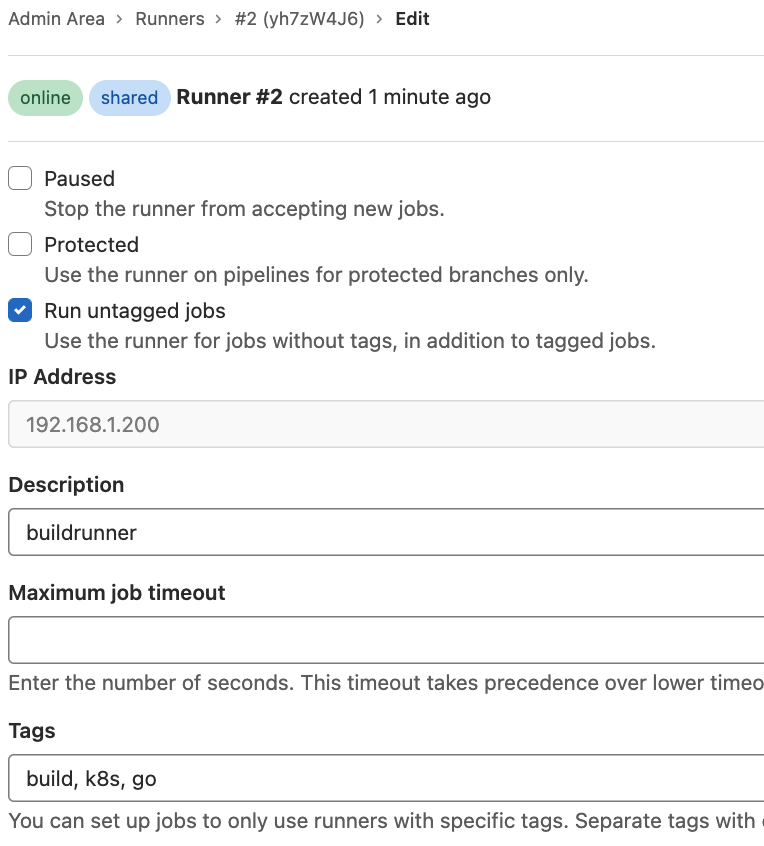 Admin Area > Runners > #2 (yh7zW4J6) > Edit
online shared Runner #2 created 1 minute ago
Paused
Stop the runner from accepting new jobs.
Protected
Use the runner on pipelines for protected branches only.
Run untagged jobs
Use the runner for jobs without tags, in addition to tagged jobs.
IP Address
192.168.1.200
Description
buildrunner
Maximum job timeout
Enter the number of seconds. This timeout takes precedence over lower timeo
Tags
build, k8s, go
You can set up jobs to only use runners with specific tags. Separate tags with